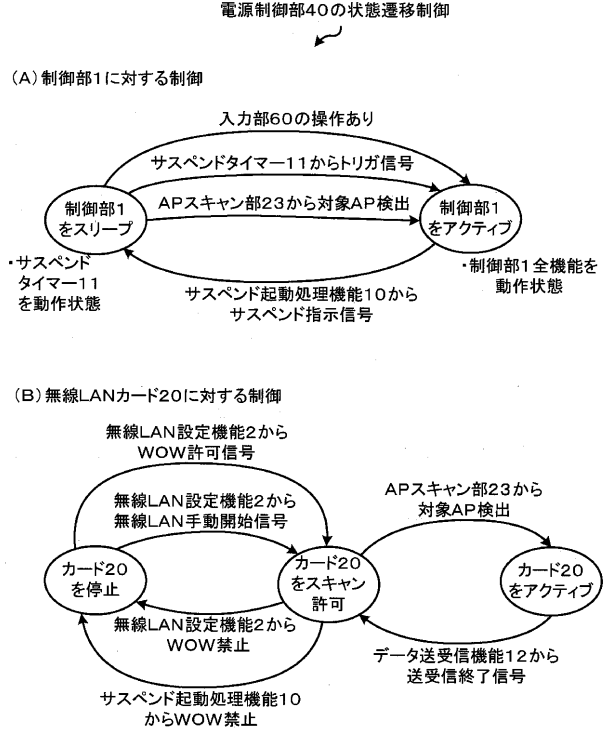 電源制御部40の状態遷移制御
(A)制御部1に対する制御
入力部60の操作あり
サスペンドタイマー11からトリガ信号
APスキャン部23から対象AP検出
制御部1
をスリープ
制御部1
をアクティブ
・サスペンド
タイマー11
を動作状態
・制御部1全機能を
動作状態
サスペンド起動処理機能10から
サスペンド指示信号
(B)無線LANカード20に対する制御
無線LAN設定機能2から
WOW許可信号
無線LAN設定機能2から
無線LAN手動開始信号
APスキャン部23から
対象AP検出
カード20
を停止
カード20
をスキャン
許可
カード20
をアクティブ
無線LAN設定機能2から
WOW禁止
データ送受信機能12から
送受信終了信号
サスペンド起動処理機能10
からWOW禁止